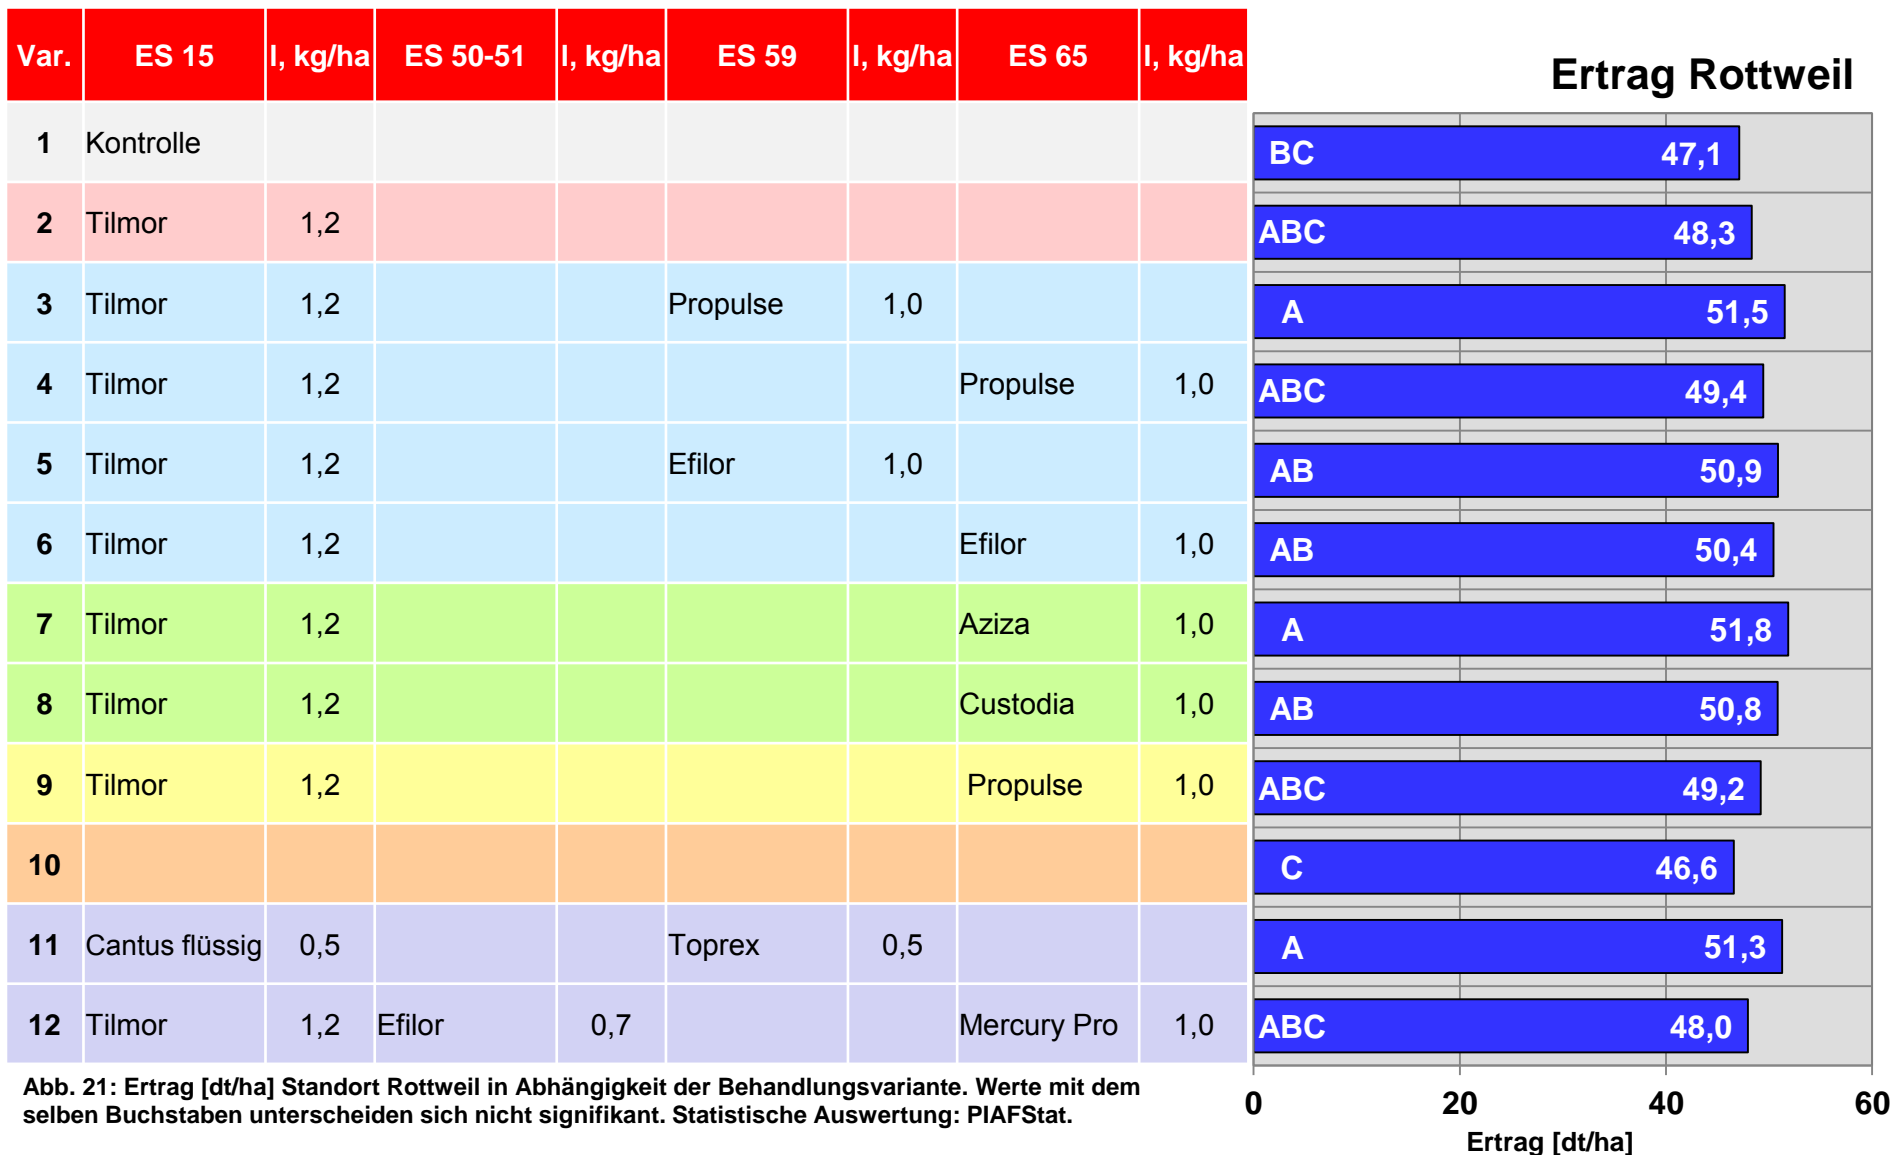 Var. ES 15 l, kg/ha ES 50-51 l, kg/ha ES 59 l, kg/ha ES 65 l, kg/ha
Ertrag Rottweil
1 Kontrolle BC 47,1
2 Tilmor 1,2 ABC 48,3
3 Tilmor 1,2 Propulse 1,0 A 51,5
4 Tilmor 1,2 Propulse 1,0 ABC 49,4
5 Tilmor 1,2 Efilor 1,0 AB 50,9
6 Tilmor 1,2 Efilor 1,0 AB 50,4
7 Tilmor 1,2 Aziza 1,0 A 51,8
8 Tilmor 1,2 Custodia 1,0 AB 50,8
9 Tilmor 1,2 Propulse 1,0 ABC 49,2
10 C 46,6
11 Cantus flüssig 0,5 Toprex 0,5 A 51,3
12 Tilmor 1,2 Efilor 0,7 Mercury Pro 1,0 ABC 48,0
Abb. 21: Ertrag [dt/ha] Standort Rottweil in Abhängigkeit der Behandlungsvariante. Werte mit dem
selben Buchstaben unterscheiden sich nicht signifikant. Statistische Auswertung: PIAFStat.
0 20 40 60
Ertrag [dt/ha]